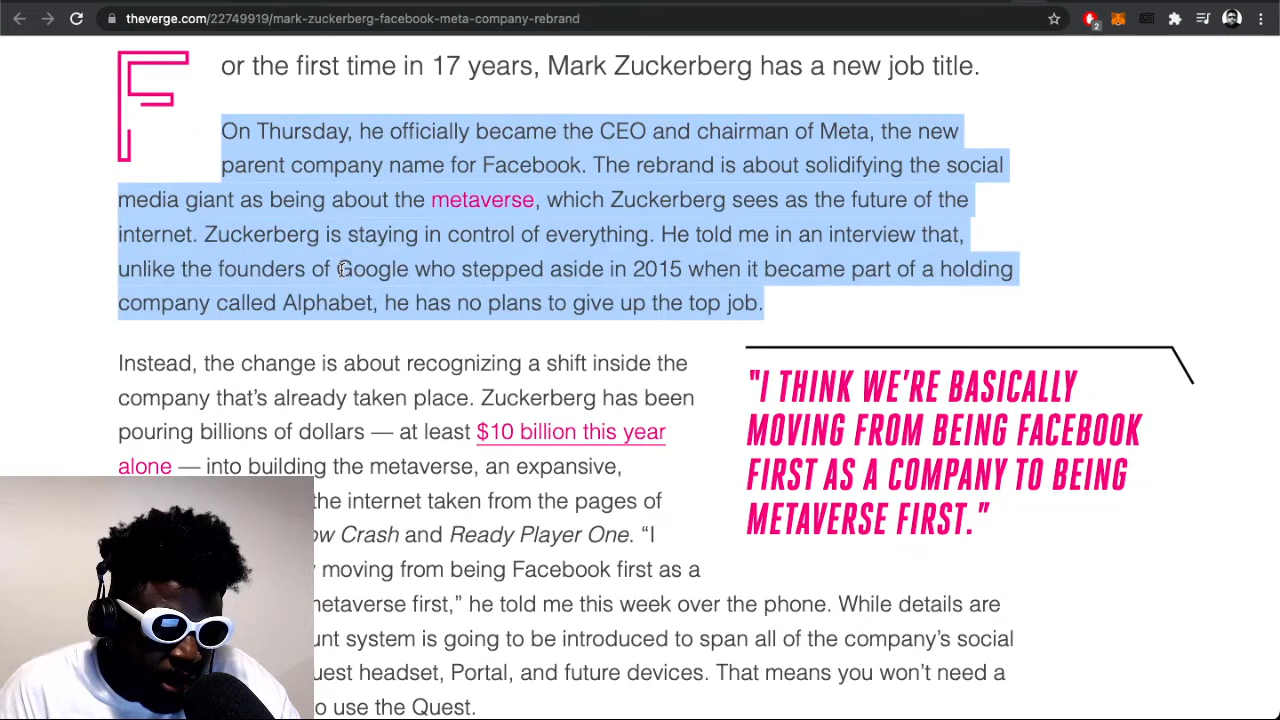 theverge.com/22749919/mark-zuckerberg-facebook-meta-company-rebrand
2
For the first time in 17 years, Mark Zuckerberg has a new job title.
On Thursday, he officially became the CEO and chairman of Meta, the new
parent company name for Facebook. The rebrand is about solidifying the social
media giant as being about the metaverse, which Zuckerberg sees as the future of the
internet. Zuckerberg is staying in control of everything. He told me in an interview that,
unlike the founders of Google who stepped aside in 2015 when it became part of a holding
company called Alphabet, he has no plans to give up the top job.
Instead, the change is about recognizing a shift inside the
company that’s already taken place. Zuckerberg has been
pouring billions of dollars — at least $10 billion this year
alone — into building the metaverse, an expansive,
the internet taken from the pages of
ow Crash and Ready Player One. “I
moving from being Facebook first as a
metaverse first,” he told me this week over the phone. While details are
unt system is going to be introduced to span all of the company’s social
uest headset, Portal, and future devices. That means you won’t need a
o use the Quest.
"I THINK WE'RE BASICALLY
MOVING FROM BEING FACEBOOK
FIRST AS A COMPANY TO BEING
METAVERSE FIRST."